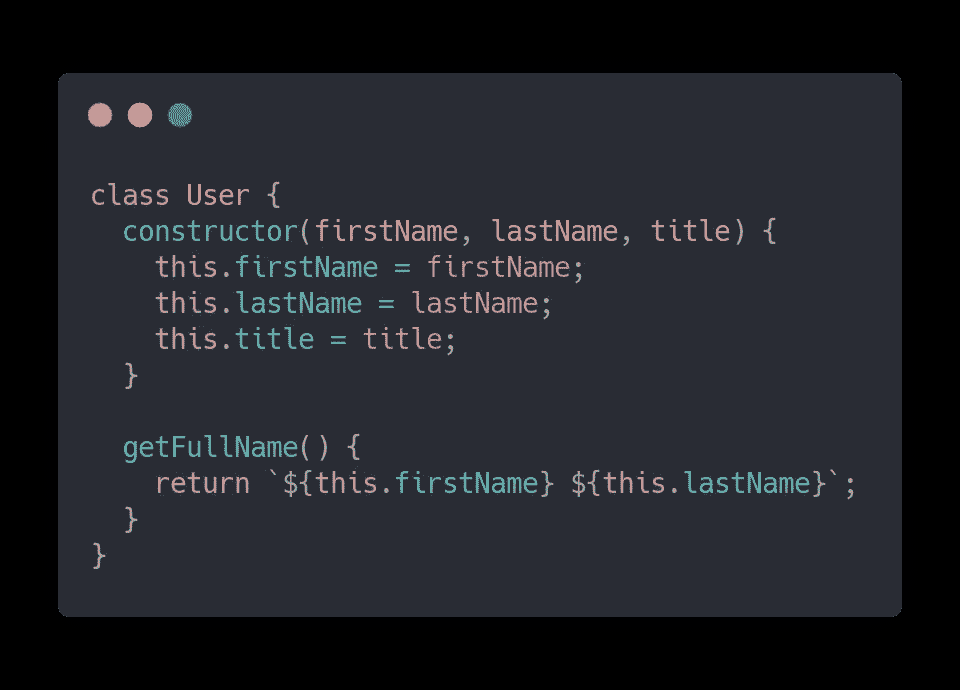 class User {
  constructor(firstName, lastName, title) {
    this.firstName = firstName;
    this.lastName = lastName;
    this.title = title;
  }

  getFullName() {
    return `${this.firstName} ${this.lastName}`;
  }
}